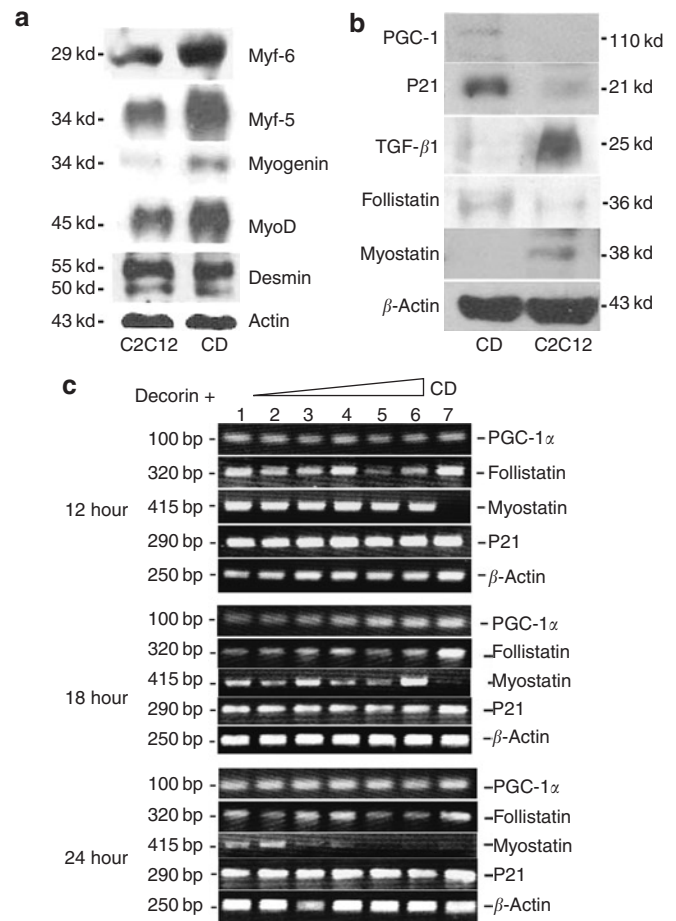 a
29 kd- Myf-6
34 kd- Myf-5
34 kd- Myogenin
45 kd- MyoD
55 kd-
50 kd- Desmin
43 kd- Actin
C2C12 CD
b
PGC-1 -110 kd
P21 -21 kd
TGF-β1 -25 kd
Follistatin -36 kd
Myostatin -38 kd
β-Actin -43 kd
CD C2C12
c
Decorin + CD
1 2 3 4 5 6 7
12 hour
100 bp - -PGC-1α
320 bp - -Follistatin
415 bp - -Myostatin
290 bp - -P21
250 bp - -β-Actin
18 hour
100 bp - -PGC-1α
320 bp - -Follistatin
415 bp - -Myostatin
290 bp - -P21
250 bp - -β-Actin
24 hour
100 bp - -PGC-1α
320 bp - -Follistatin
415 bp - -Myostatin
290 bp - -P21
250 bp - -β-Actin